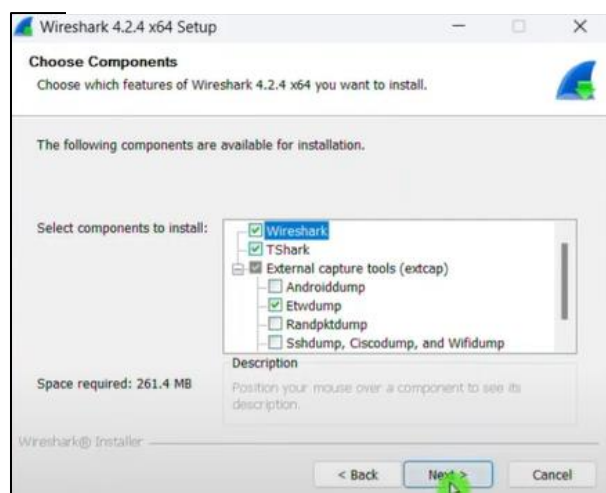 Wireshark 4.2.4 x64 Setup
Choose Components
Choose which features of Wireshark 4.2.4 x64 you want to install.
The following components are available for installation.
Select components to install:
Wireshark
TShark
External capture tools (extcap)
Androiddump
Etwdump
Randpktdump
Sshdump, Ciscodump, and Wifidump
Description
Position your mouse over a component to see its
description.
Space required: 261.4 MB
Wireshark® Installer
< Back
Next >
Cancel